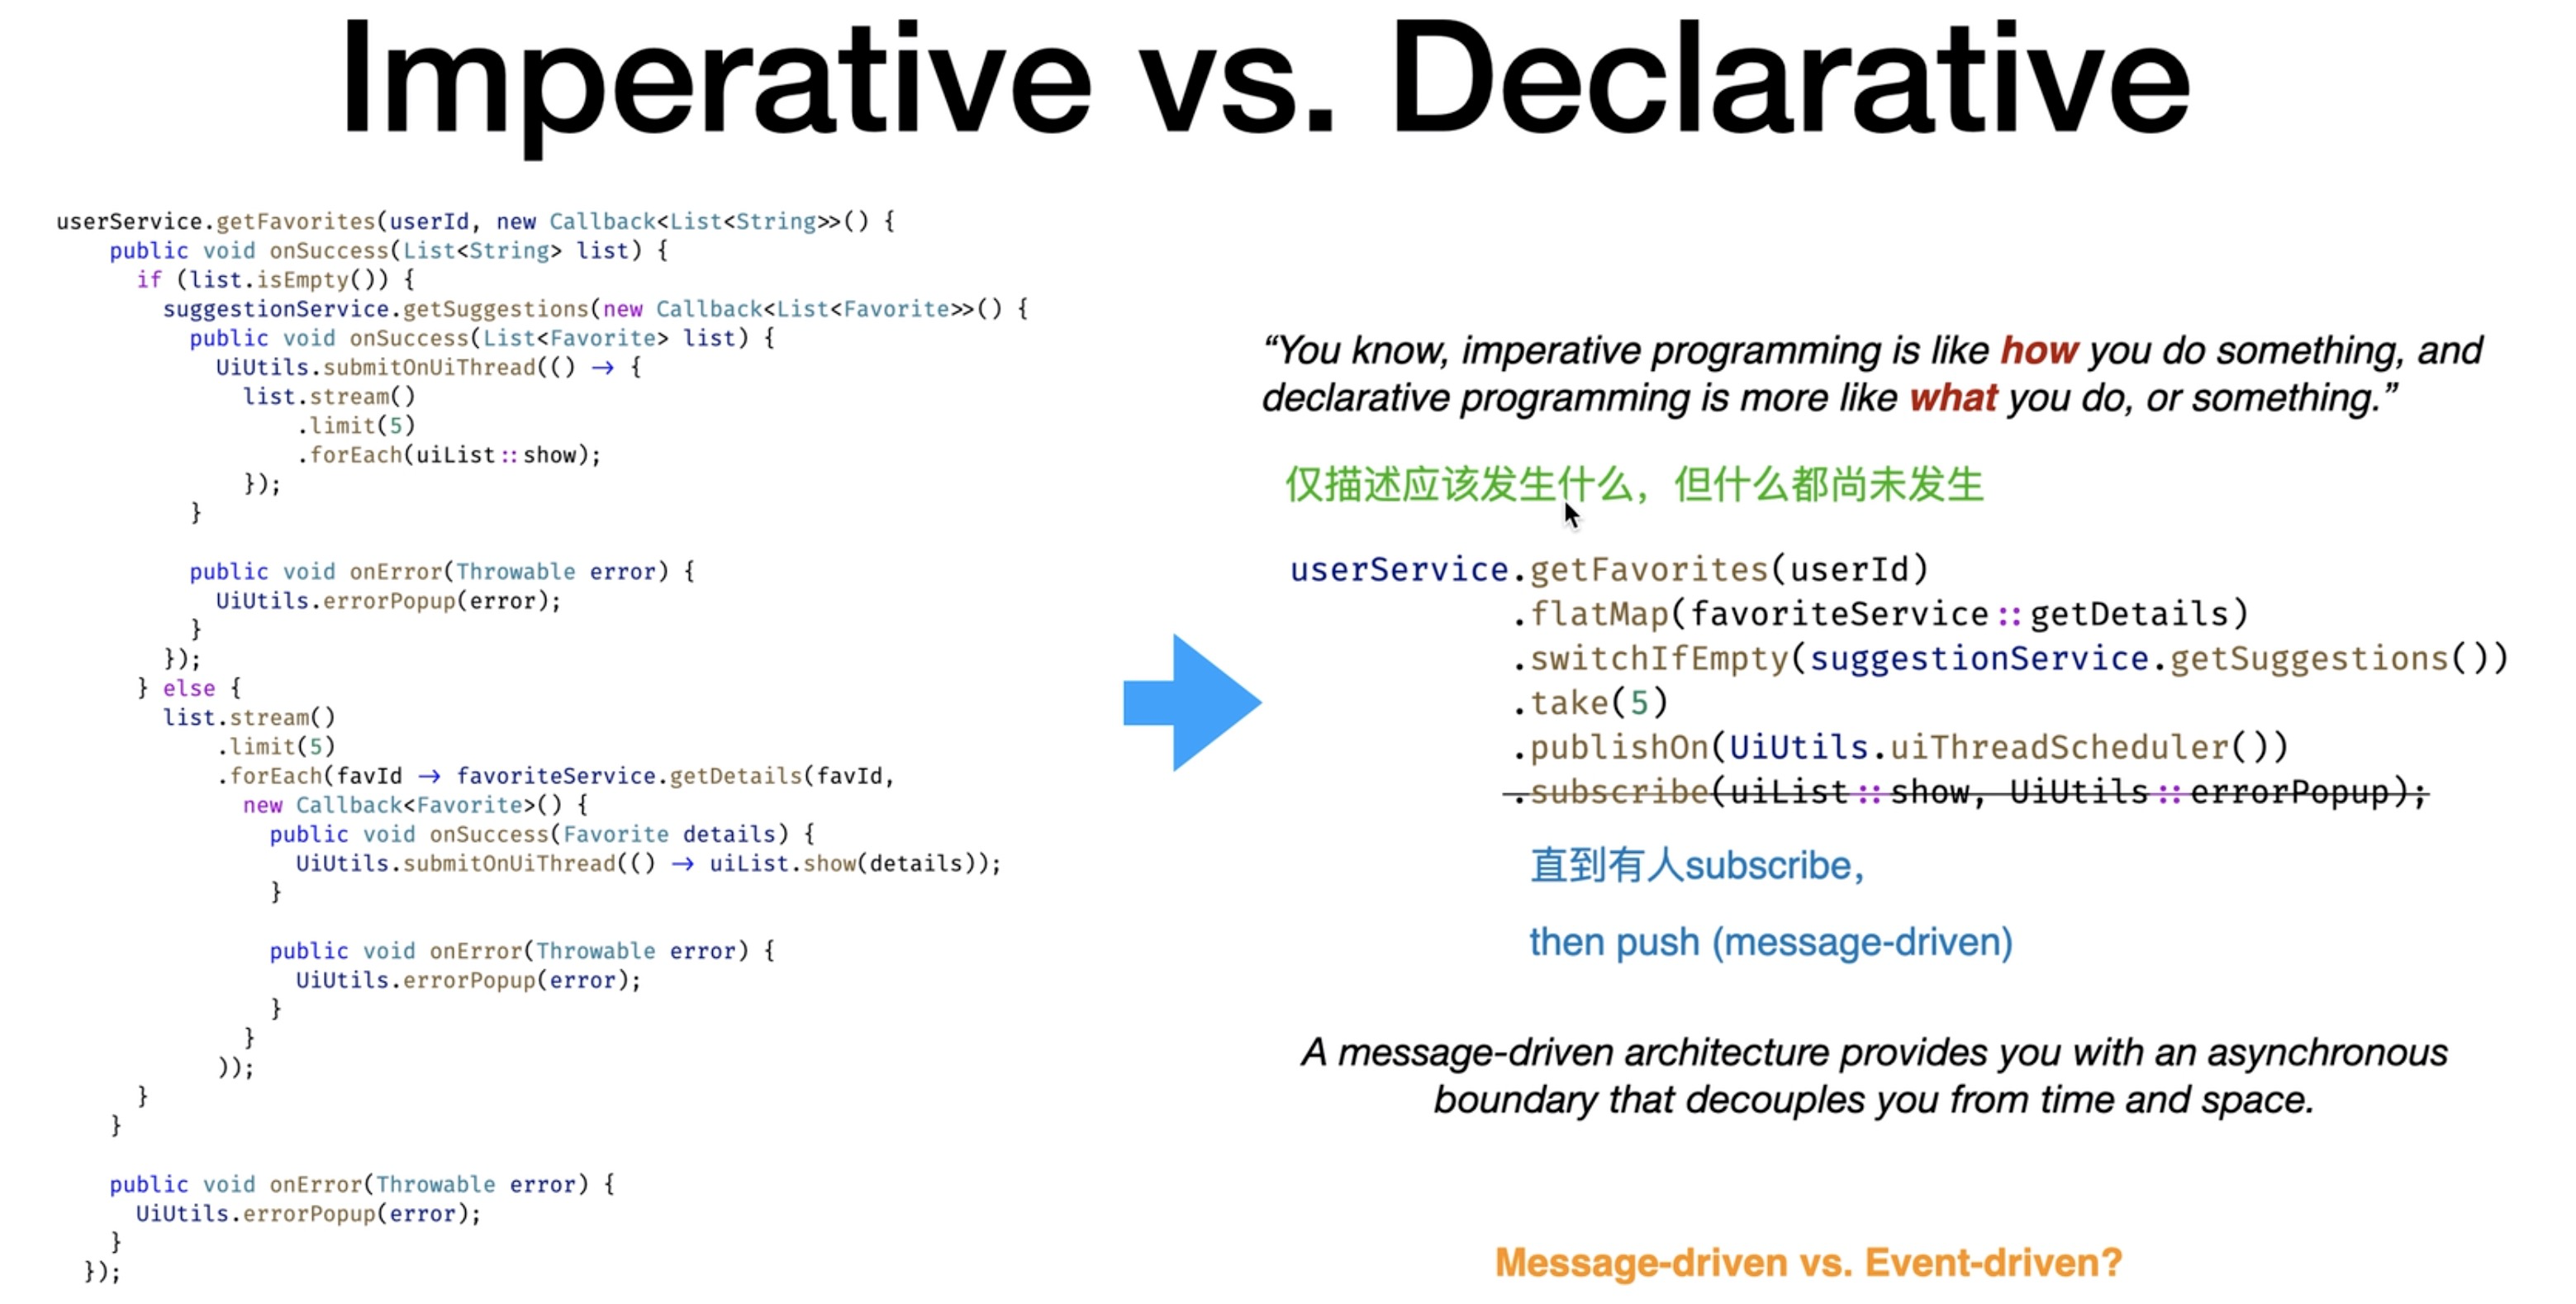 Imperative vs. Declarative
userService.getFavorites(userId, new Callback<List<String>>() {
public void onSuccess(List<String> list) {
if (list.isEmpty()) {
suggestionService.getSuggestions(new Callback<List<Favorite>>() {
public void onSuccess(List<Favorite> list) {
UiUtils.submitOnUiThread(() → {
list.stream()
.limit(5)
.forEach(uiList::show);
});
}
public void onError(Throwable error) {
UiUtils.errorPopup(error);
}
});
} else {
list.stream()
.limit(5)
.forEach(favId → favoriteService.getDetails(favId,
new Callback<Favorite>() {
public void onSuccess(Favorite details) {
UiUtils.submitOnUiThread(() → uiList.show(details));
}
public void onError(Throwable error) {
UiUtils.errorPopup(error);
}
}
));
}
}
public void onError(Throwable error) {
UiUtils.errorPopup(error);
}
});
“You know, imperative programming is like how you do something, and
declarative programming is more like what you do, or something.”
仅描述应该发生什么，但什么都尚未发生
userService.getFavorites(userId)
.flatMap(favoriteService::getDetails)
.switchIfEmpty(suggestionService.getSuggestions())
.take(5)
.publishOn(UiUtils.uiThreadScheduler())
.subscribe(uiList::show, UiUtils::errorPopup);
直到有人subscribe，
then push (message-driven)
A message-driven architecture provides you with an asynchronous
boundary that decouples you from time and space.
Message-driven vs. Event-driven?